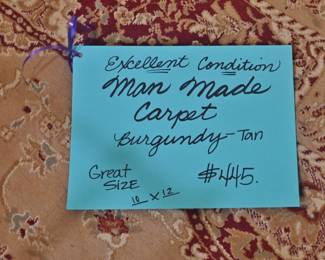 Excellent Condition
Man Made
Carpet
Burgundy - Tan
Great Size
$445.
10 x 12